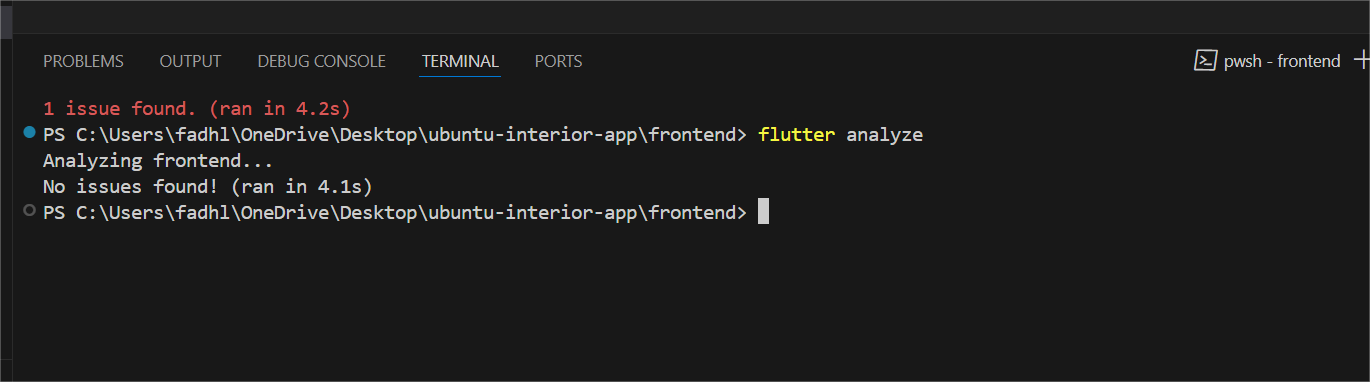 PROBLEMS OUTPUT DEBUG CONSOLE TERMINAL PORTS pwsh - frontend
1 issue found. (ran in 4.2s)
PS C:\Users\fadhl\OneDrive\Desktop\ubuntu-interior-app\frontend> flutter analyze
Analyzing frontend...
No issues found! (ran in 4.1s)
PS C:\Users\fadhl\OneDrive\Desktop\ubuntu-interior-app\frontend>